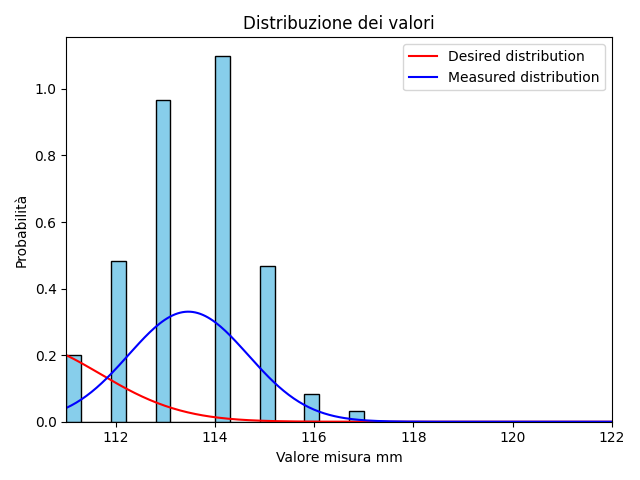 Distribuzione dei valori
Desired distribution
Measured distribution
Probabilità
1.0
0.8
0.6
0.4
0.2
0.0
112 114 116 118 120 122
Valore misura mm